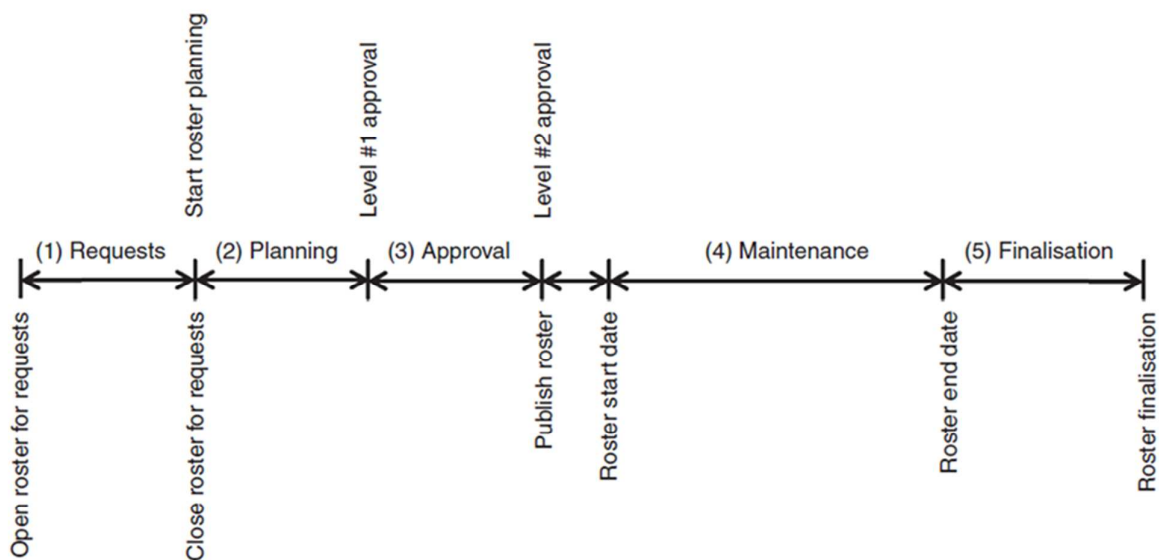 Start roster planning
Level #1 approval
Level #2 approval
(1) Requests
(2) Planning
(3) Approval
(4) Maintenance
(5) Finalisation
Open roster for requests
Close roster for requests
Publish roster
Roster start date
Roster end date
Roster finalisation